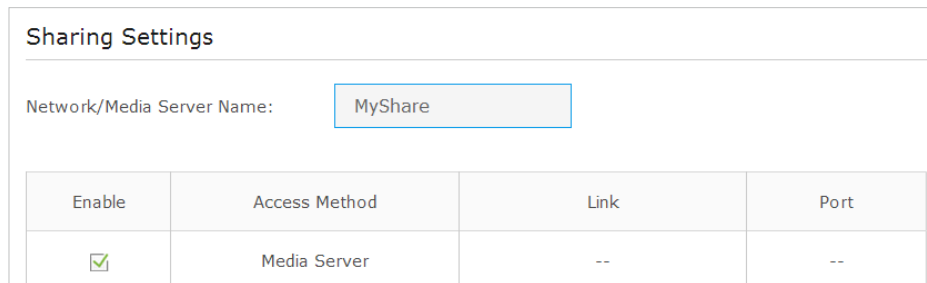 Sharing Settings
Network/Media Server Name: MyShare
Enable Access Method Link Port
Media Server -- --